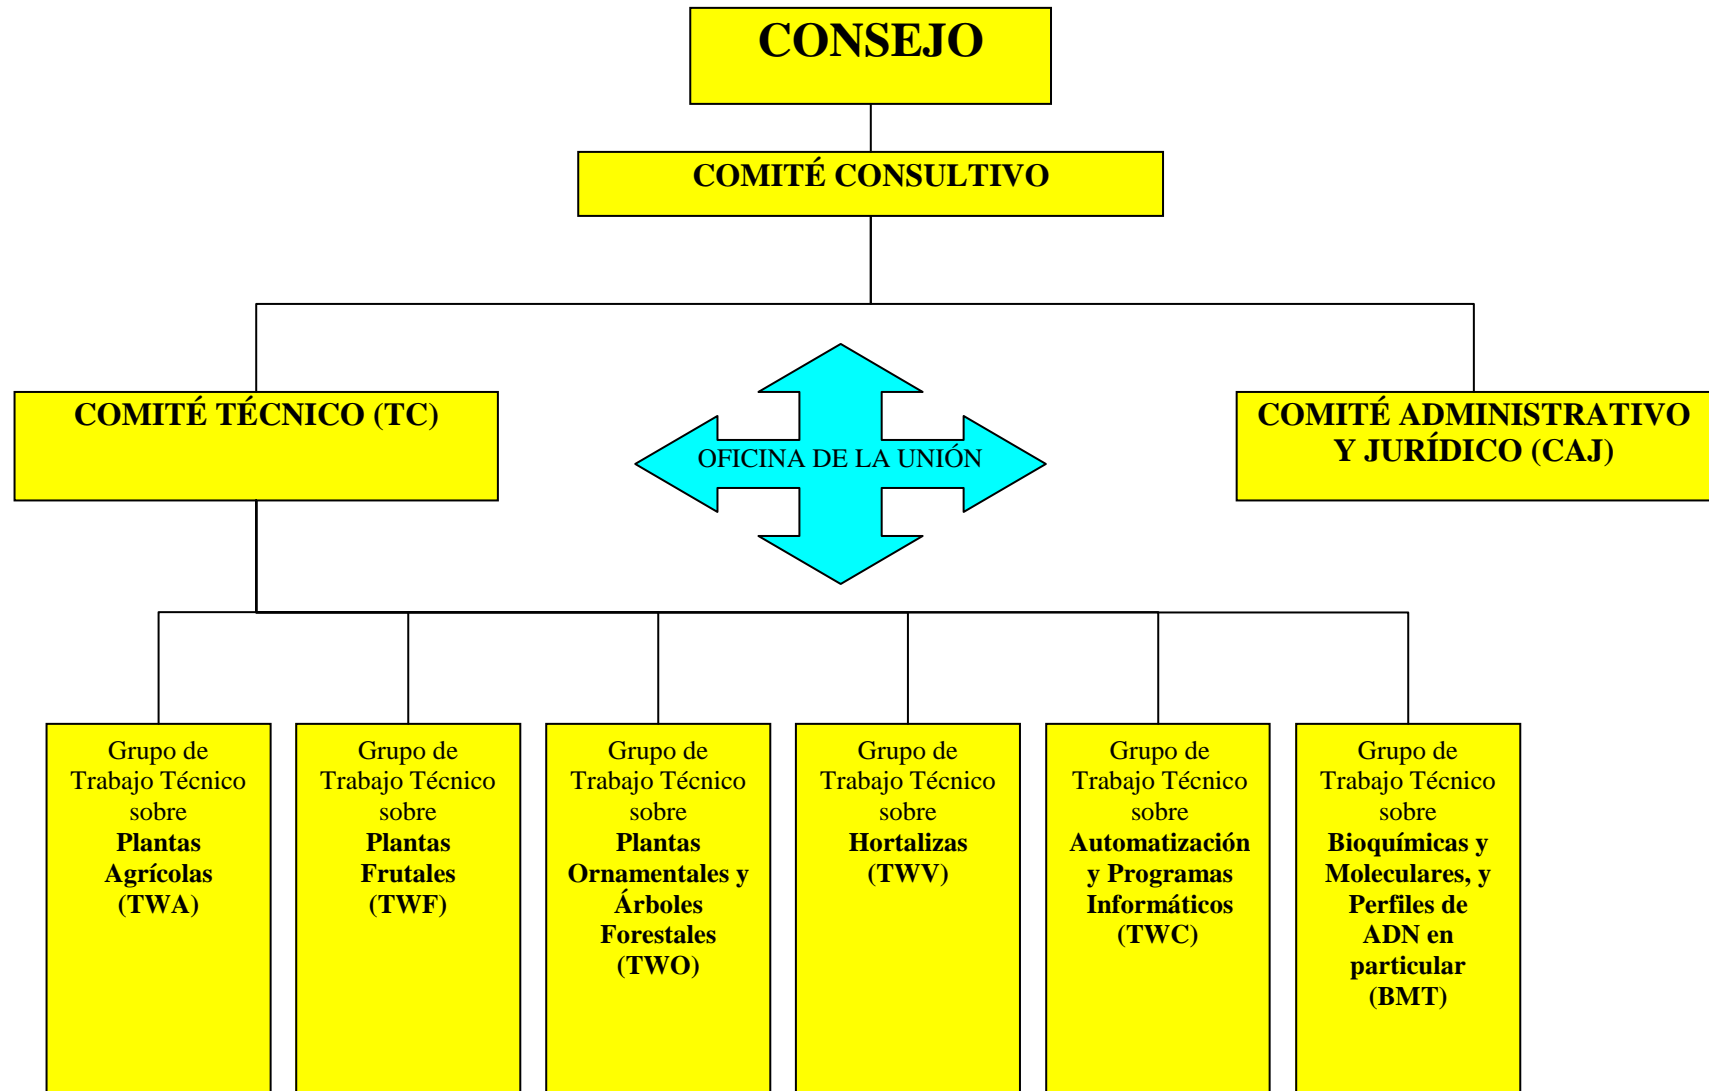 CONSEJO
COMITÉ CONSULTIVO
COMITÉ TÉCNICO (TC)
OFICINA DE LA UNIÓN
COMITÉ ADMINISTRATIVO
Y JURÍDICO (CAJ)
Grupo de
Trabajo Técnico
sobre
Plantas
Agrícolas
(TWA)
Grupo de
Trabajo Técnico
sobre
Plantas
Frutales
(TWF)
Grupo de
Trabajo Técnico
sobre
Plantas
Ornamentales y
Árboles
Forestales
(TWO)
Grupo de
Trabajo Técnico
sobre
Hortalizas
(TWV)
Grupo de
Trabajo Técnico
sobre
Automatización
y Programas
Informáticos
(TWC)
Grupo de
Trabajo Técnico
sobre
Bioquímicas y
Moleculares, y
Perfiles de
ADN en
particular
(BMT)